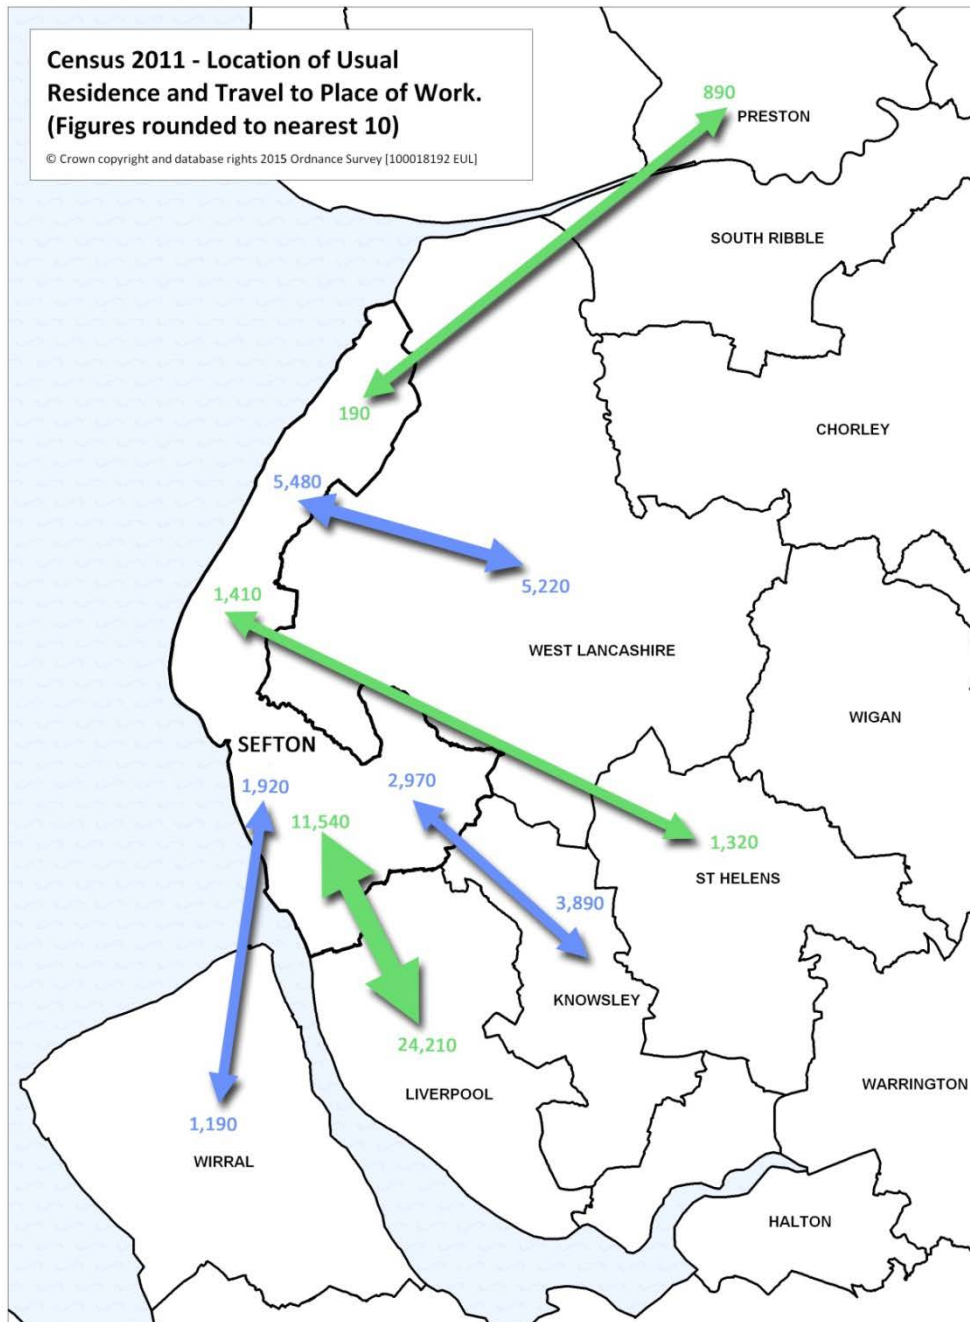 Census 2011 - Location of Usual
Residence and Travel to Place of Work.
(Figures rounded to nearest 10)
© Crown copyright and database rights 2015 Ordnance Survey [100018192 EUL]
890
PRESTON
SOUTH RIBBLE
190
CHORLEY
5,480
5,220
1,410
WEST LANCASHIRE
WIGAN
SEFTON
1,920
2,970
11,540
1,320
ST HELENS
3,890
KNOWSLEY
24,210
WARRINGTON
LIVERPOOL
1,190
WIRRAL
HALTON